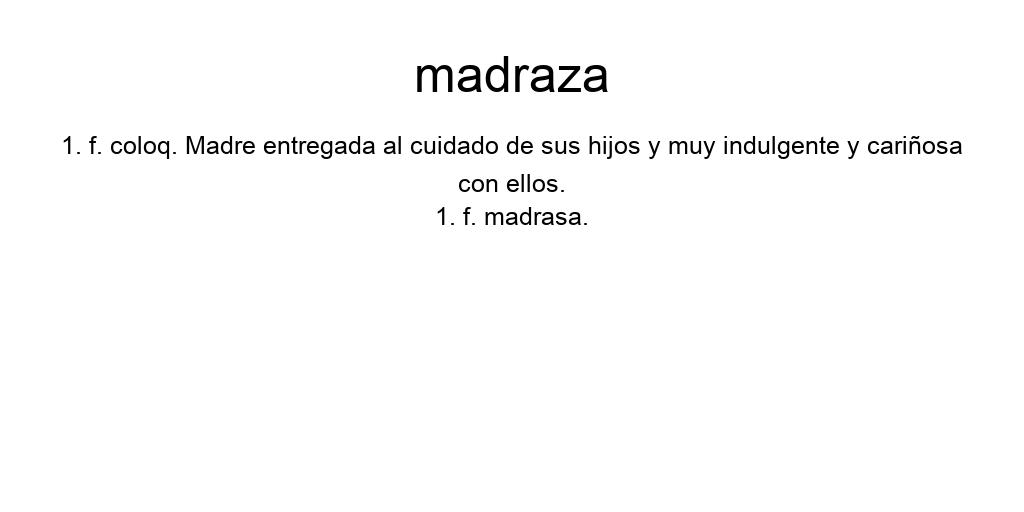 madraza
1. f. coloq. Madre entregada al cuidado de sus hijos y muy indulgente y cariñosa
con ellos.
1. f. madrasa.